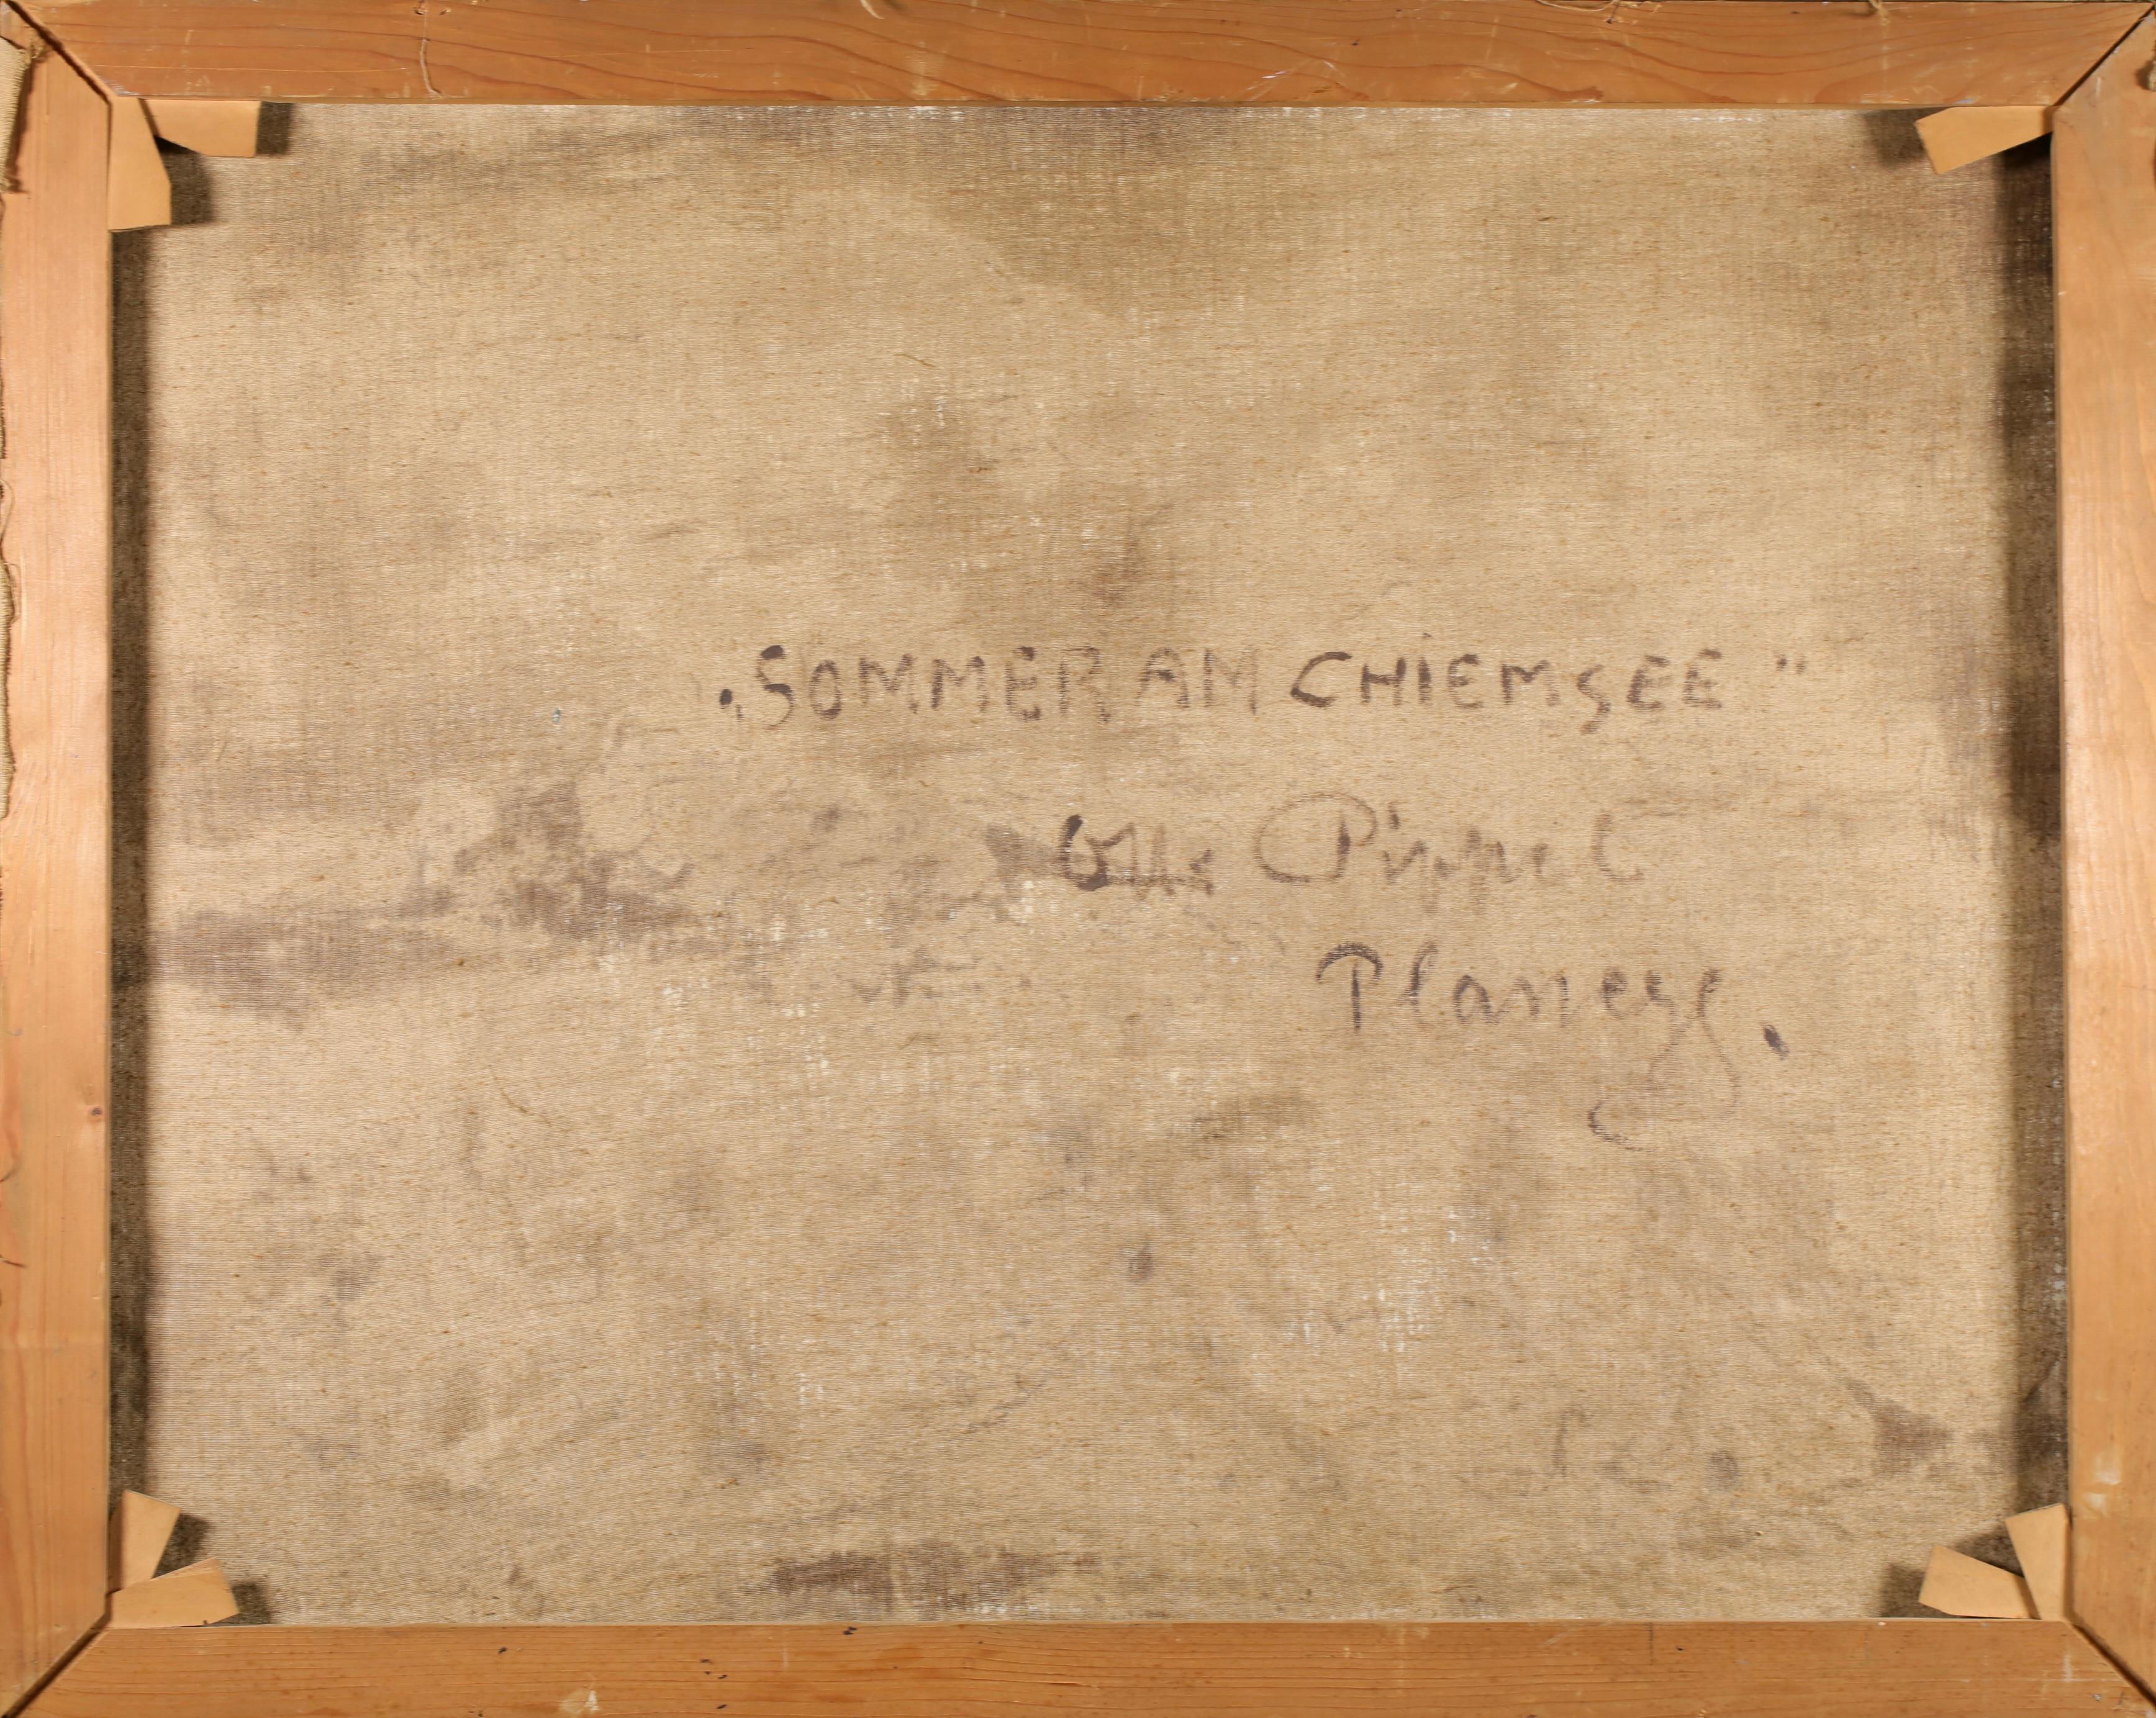 „SOMMER AM CHIEMSEE"
Otto Pippel
Planegg.